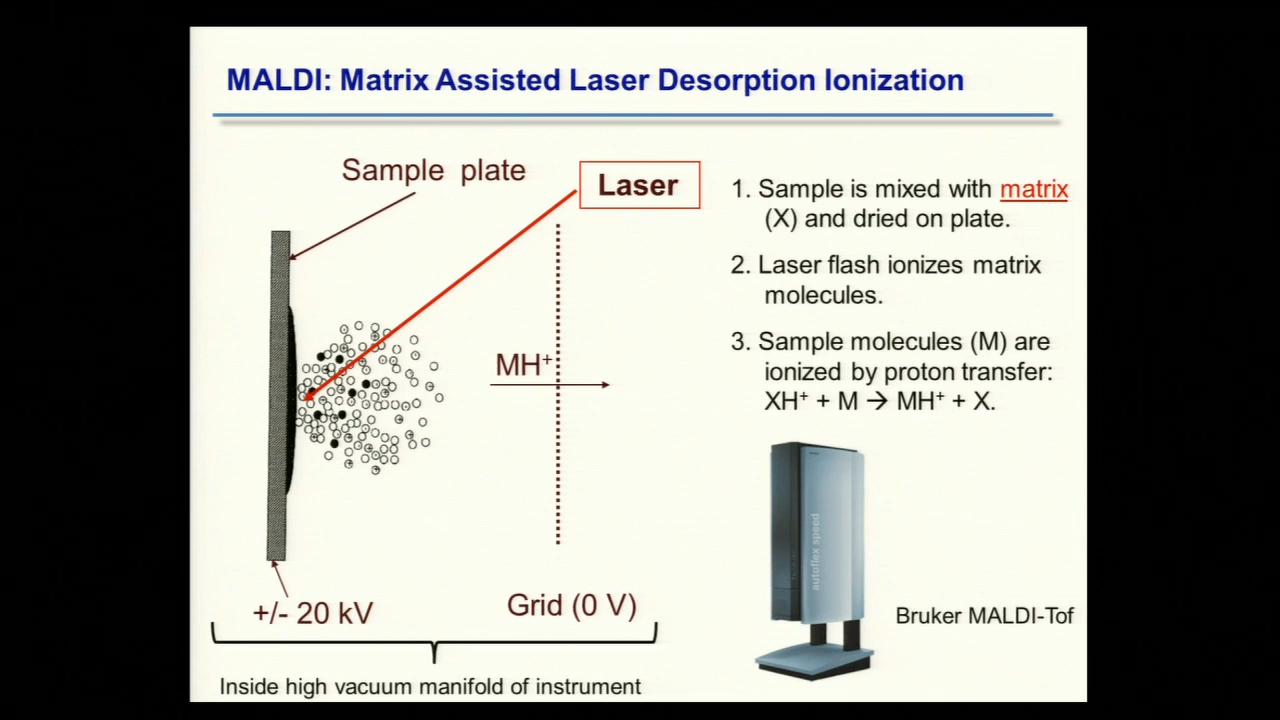 MALDI: Matrix Assisted Laser Desorption Ionization
Sample plate
Laser
MH⁺
+/- 20 kV
Grid (0 V)
Inside high vacuum manifold of instrument
1. Sample is mixed with matrix
(X) and dried on plate.
2. Laser flash ionizes matrix
molecules.
3. Sample molecules (M) are
ionized by proton transfer:
XH⁺ + M → MH⁺ + X.
autoflex speed
Bruker MALDI-Tof